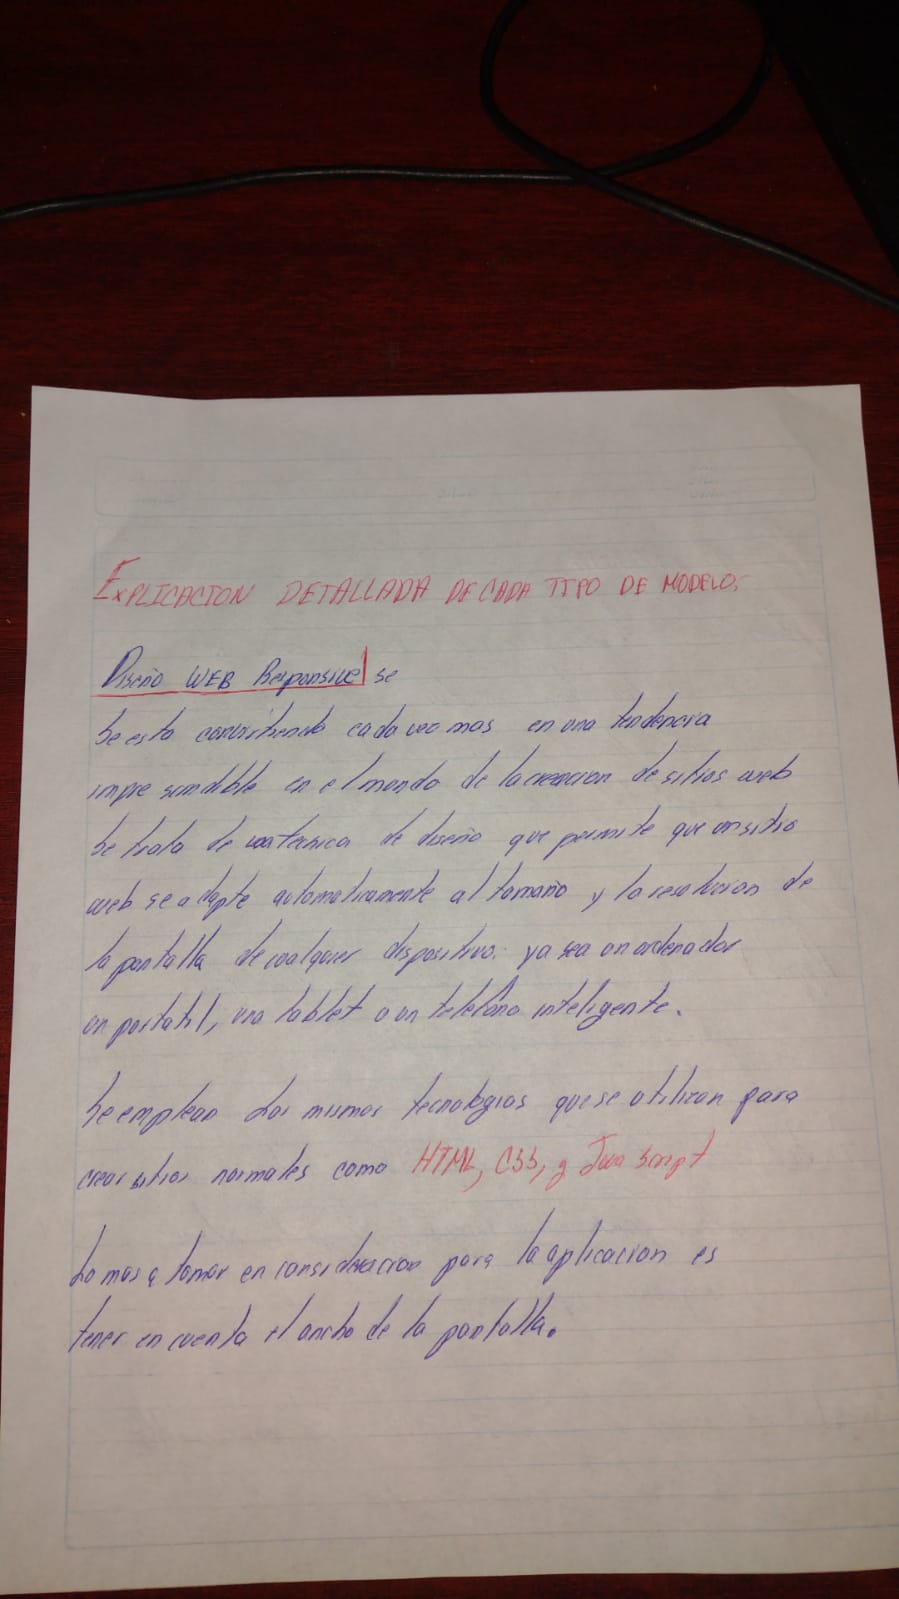 EXPLICACION DETALLADA DE CADA TIPO DE MODELO.
Diseño WEB Responsive se
Se esta convirtiendo cada vez mas en una tendencia
impre scindible en el mundo de la creacion de sitios web
Se trata de una tecnica de diseño que permite que un sitio
web se adapte automaticamente al tamaño y la resolucion de
la pantalla de cualquier dispositivo. ya sea un ordenador
un portatil, una tablet o un telefono inteligente.
Se emplean Las mismas tecnologias que se utilizan para
crear sitios normales como HTML, CSS, y Java Script
Lo mas a tomar en consideracion para la aplicacion es
tener en cuenta el ancho de la pantalla.